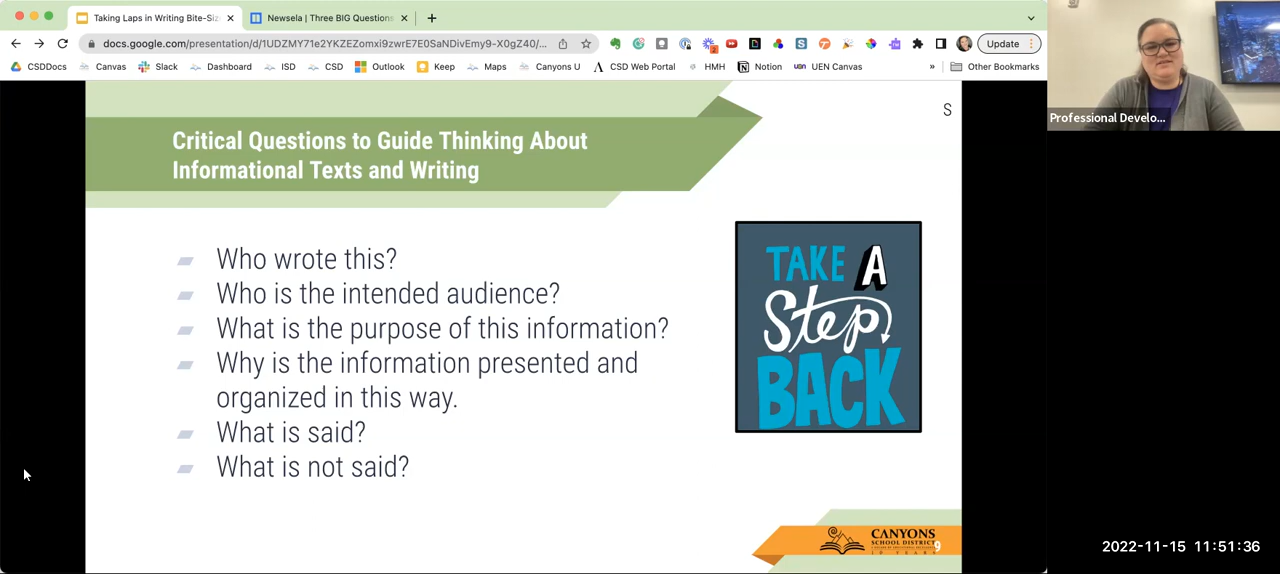 Taking Laps in Writing Bite-Siz
Newsela | Three BIG Questions
docs.google.com/presentation/d/1UDZMY71e2YKZEZomxi9zwrE7E0SaNDivEmy9-X0gZ40/...
Update
CSDDocs
Canvas
Slack
Dashboard
ISD
CSD
Outlook
Keep
Maps
Canyons U
CSD Web Portal
HMH
Notion
UEN Canvas
»
Other Bookmarks
S
Critical Questions to Guide Thinking About
Informational Texts and Writing
Who wrote this?
Who is the intended audience?
What is the purpose of this information?
Why is the information presented and
organized in this way.
What is said?
What is not said?
TAKE A
Step
BACK
CANYONS
SCHOOL DISTRICT
10 YEARS
9
Professional Develo...
2022-11-15 11:51:36